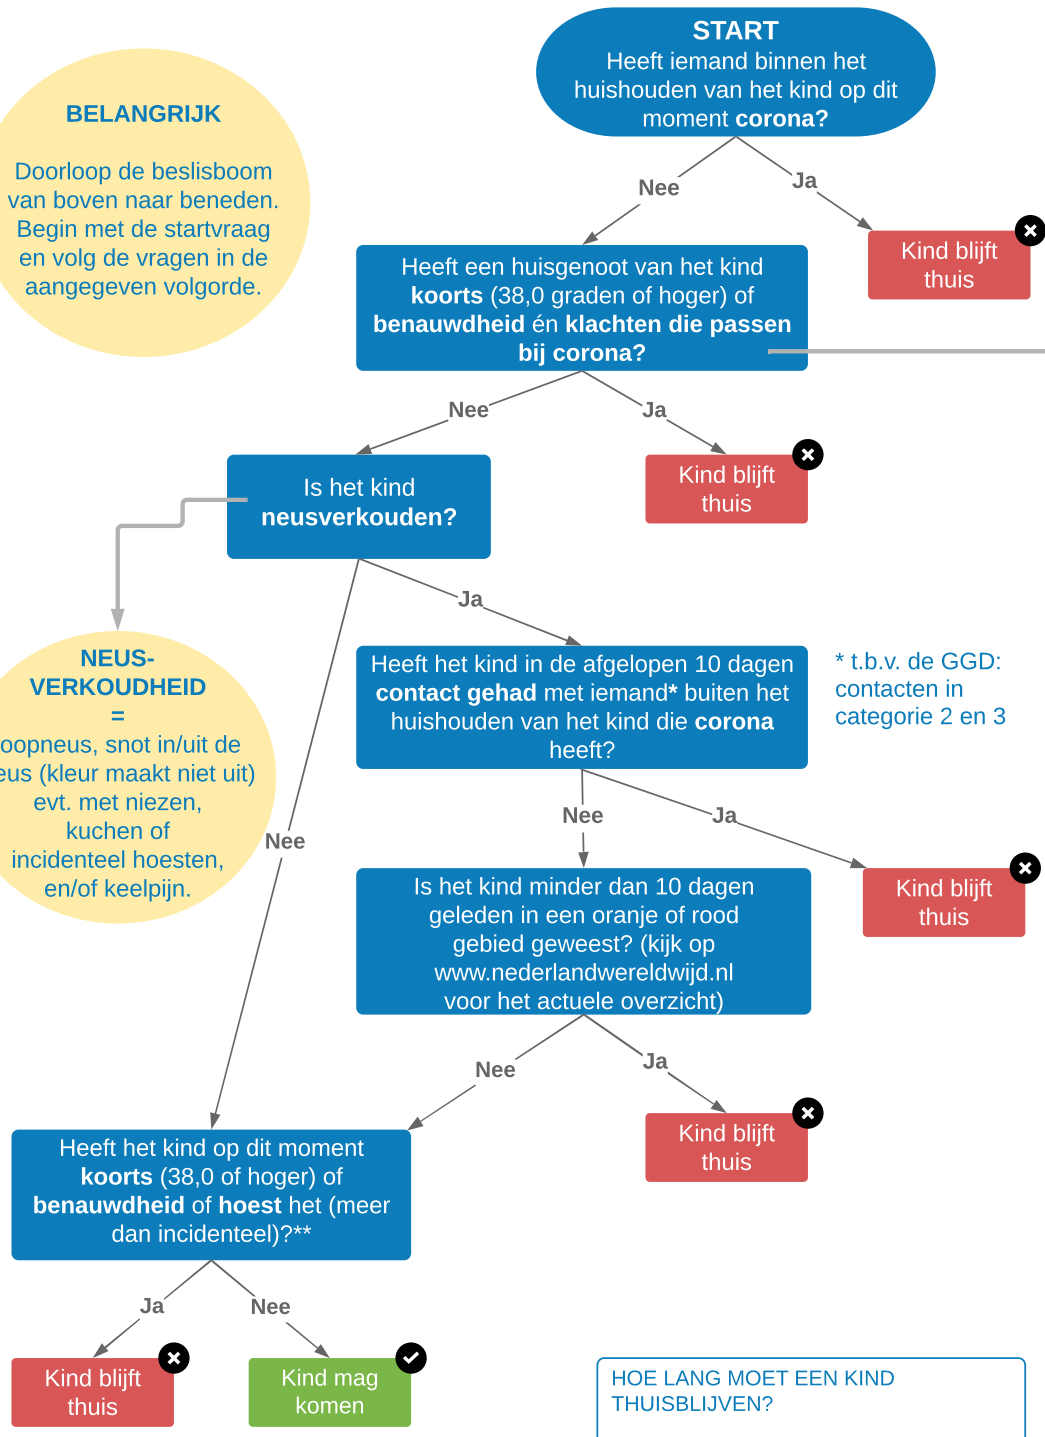 START
Heeft iemand binnen het
huishouden van het kind op dit
moment corona?
BELANGRIJK
Doorloop de beslisboom
van boven naar beneden.
Begin met de startvraag
en volg de vragen in de
aangegeven volgorde.
Nee
Ja
Kind blijft
thuis
Heeft een huisgenoot van het kind
koorts (38,0 graden of hoger) of
benauwdheid én klachten die passen
bij corona?
Nee
Ja
Kind blijft
thuis
Is het kind
neusverkouden?
Ja
NEUS-
VERKOUDHEID
=
oopneus, snot in/uit de
eus (kleur maakt niet uit)
evt. met niezen,
kuchen of
incidenteel hoesten,
en/of keelpijn.
Heeft het kind in de afgelopen 10 dagen
contact gehad met iemand* buiten het
huishouden van het kind die corona
heeft?
* t.b.v. de GGD:
contacten in
categorie 2 en 3
Nee
Nee
Ja
Is het kind minder dan 10 dagen
geleden in een oranje of rood
gebied geweest? (kijk op
www.nederlandwereldwijd.nl
voor het actuele overzicht)
Kind blijft
thuis
Nee
Ja
Kind blijft
thuis
Heeft het kind op dit moment
koorts (38,0 of hoger) of
benauwdheid of hoest het (meer
dan incidenteel)?**
Ja
Nee
Kind blijft
thuis
Kind mag
komen
HOE LANG MOET EEN KIND
THUISBLIJVEN?